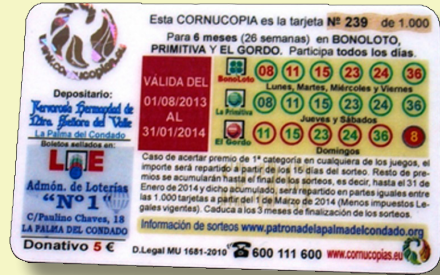 Esta CORNUCOPIA es la tarjeta Nº 239 de 1.000
Para 6 meses (26 semanas) en BONOLOTO,
PRIMITIVA Y EL GORDO. Participa todos los días.
www.cornucopias.es
Depositario:
Fervorosa Hermandad de
Ntra. Señora del Valle
La Palma del Condado
Boletos sellados en:
Admón. de Loterías
"Nº 1"
C/Paulino Chaves, 18
LA PALMA DEL CONDADO
Donativo 5 €
VÁLIDA DEL
01/08/2013
AL
31/01/2014
BonoLoto 08 11 15 23 24 36
Lunes, Martes, Miércoles y Viernes
La Primitiva 08 11 15 23 24 36
Jueves y Sábados
El Gordo 11 15 23 24 36 8
Domingos
Caso de acertar premio de 1ª categoría en cualquiera de los juegos, el
importe será repartido a partir de los 15 días del sorteo. Resto de pre-
mios se acumularán hasta el final de los sorteos, es decir, hasta el 31 de
Enero de 2014 y dicho acumulado, será repartido en partes iguales entre
las 1.000 tarjetas a partir del 1 de Marzo de 2014 (Menos impuestos Le-
gales vigentes). Caduca a los 3 meses de finalización de los sorteos.
Información de sorteos www.patronadelapalmadelcondado.org
D.Legal MU 1681-2010 600 111 600 www.cornucopias.eu